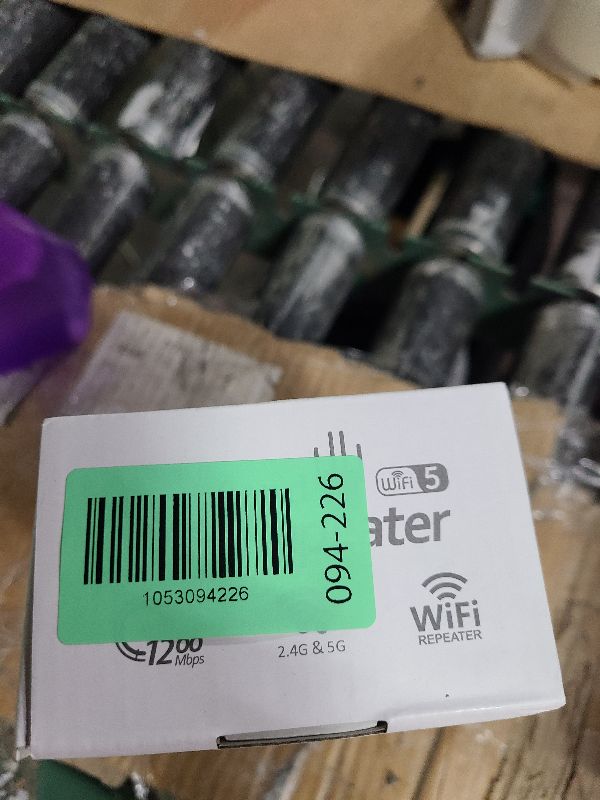 WiFi 5
ater
1053094226
094-226
1200
Mbps
2.4G & 5G
WiFi
REPEATER